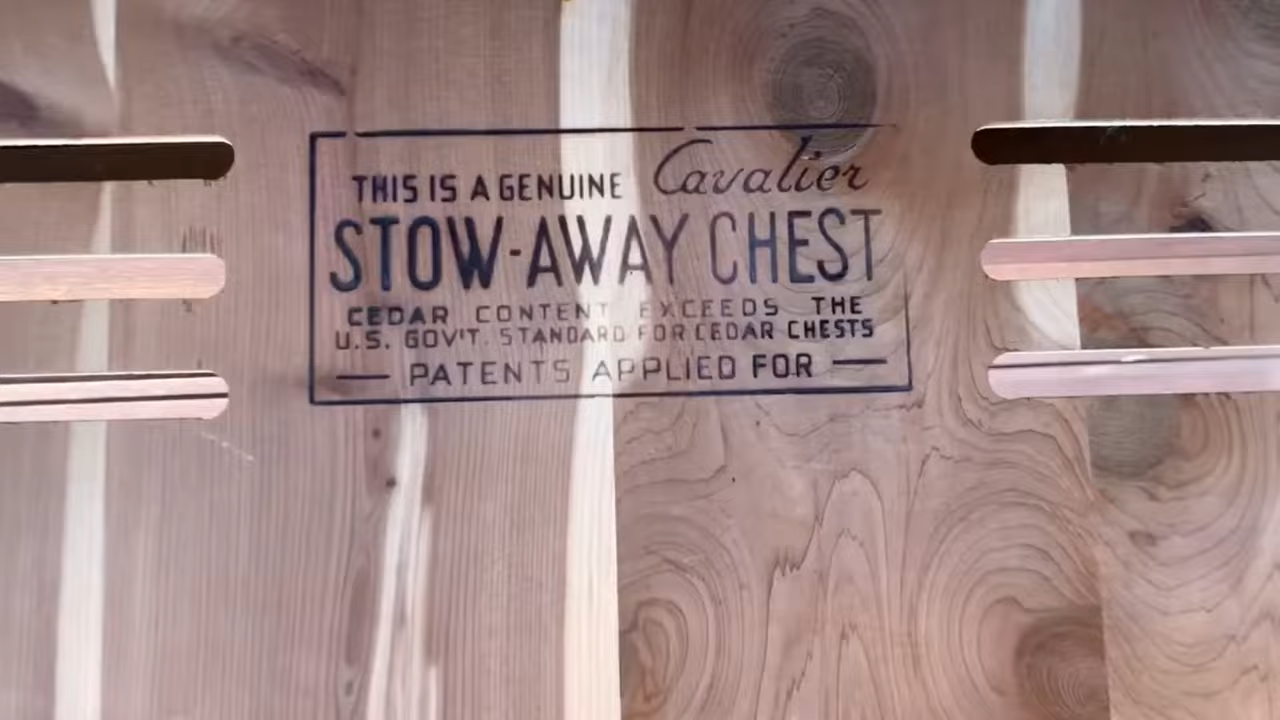 THIS IS A GENUINE Cavalier
STOW-AWAY CHEST
CEDAR CONTENT EXCEEDS THE
U.S. GOV'T. STANDARD FOR CEDAR CHESTS
— PATENTS APPLIED FOR —